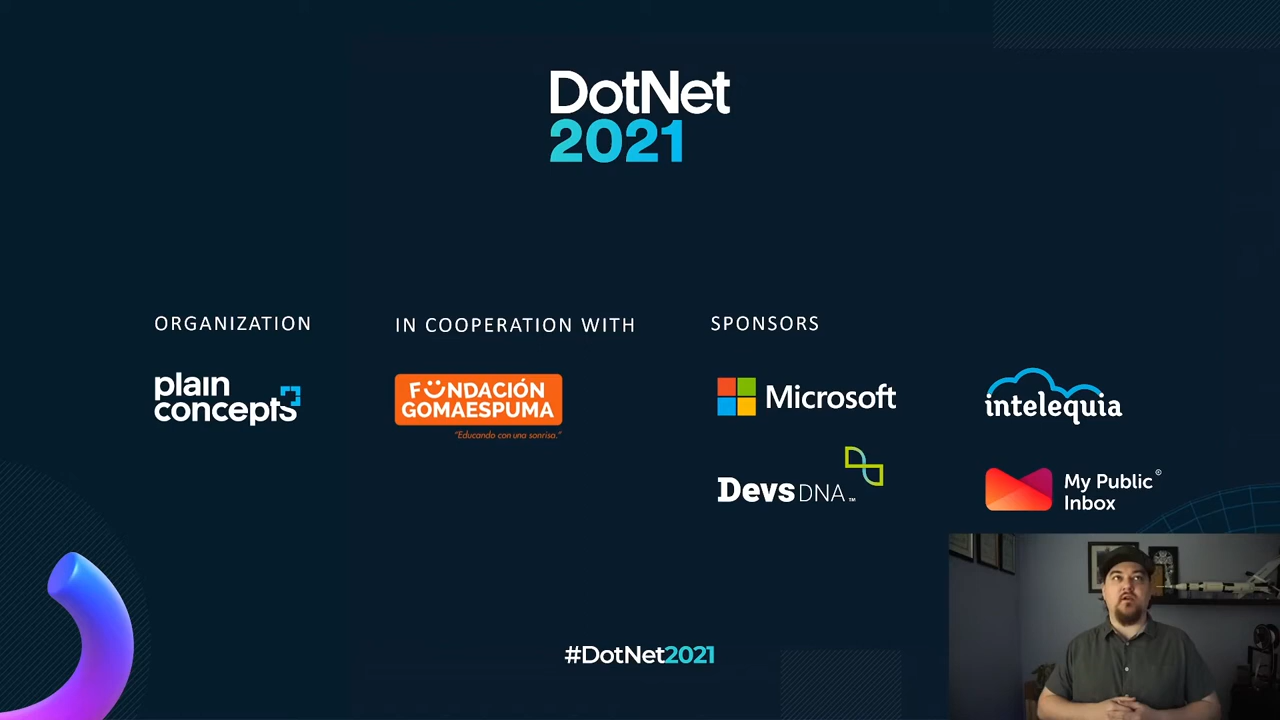 DotNet
2021
ORGANIZATION
IN COOPERATION WITH
SPONSORS
plain
concepts
FUNDACIÓN
GOMAESPUMA
"Educando con una sonrisa."
Microsoft
intelequia
Devs DNA™
My Public®
Inbox
#DotNet2021